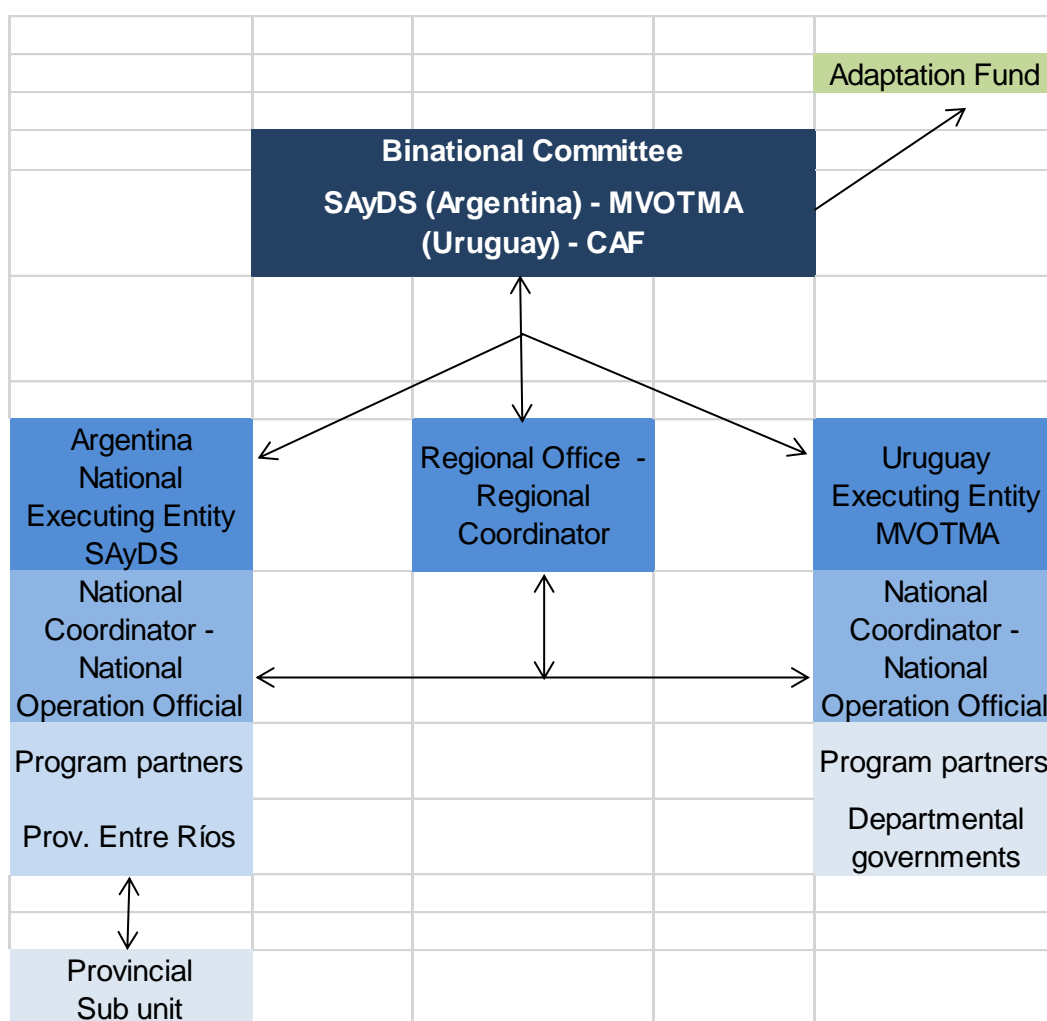 Adaptation Fund
Binational Committee
SAyDS (Argentina) - MVOTMA
(Uruguay) - CAF
Argentina
National
Executing Entity
SAyDS
Regional Office -
Regional
Coordinator
Uruguay
Executing Entity
MVOTMA
National
Coordinator -
National
Operation Official
National
Coordinator -
National
Operation Official
Program partners
Prov. Entre Ríos
Program partners
Departmental
governments
Provincial
Sub unit